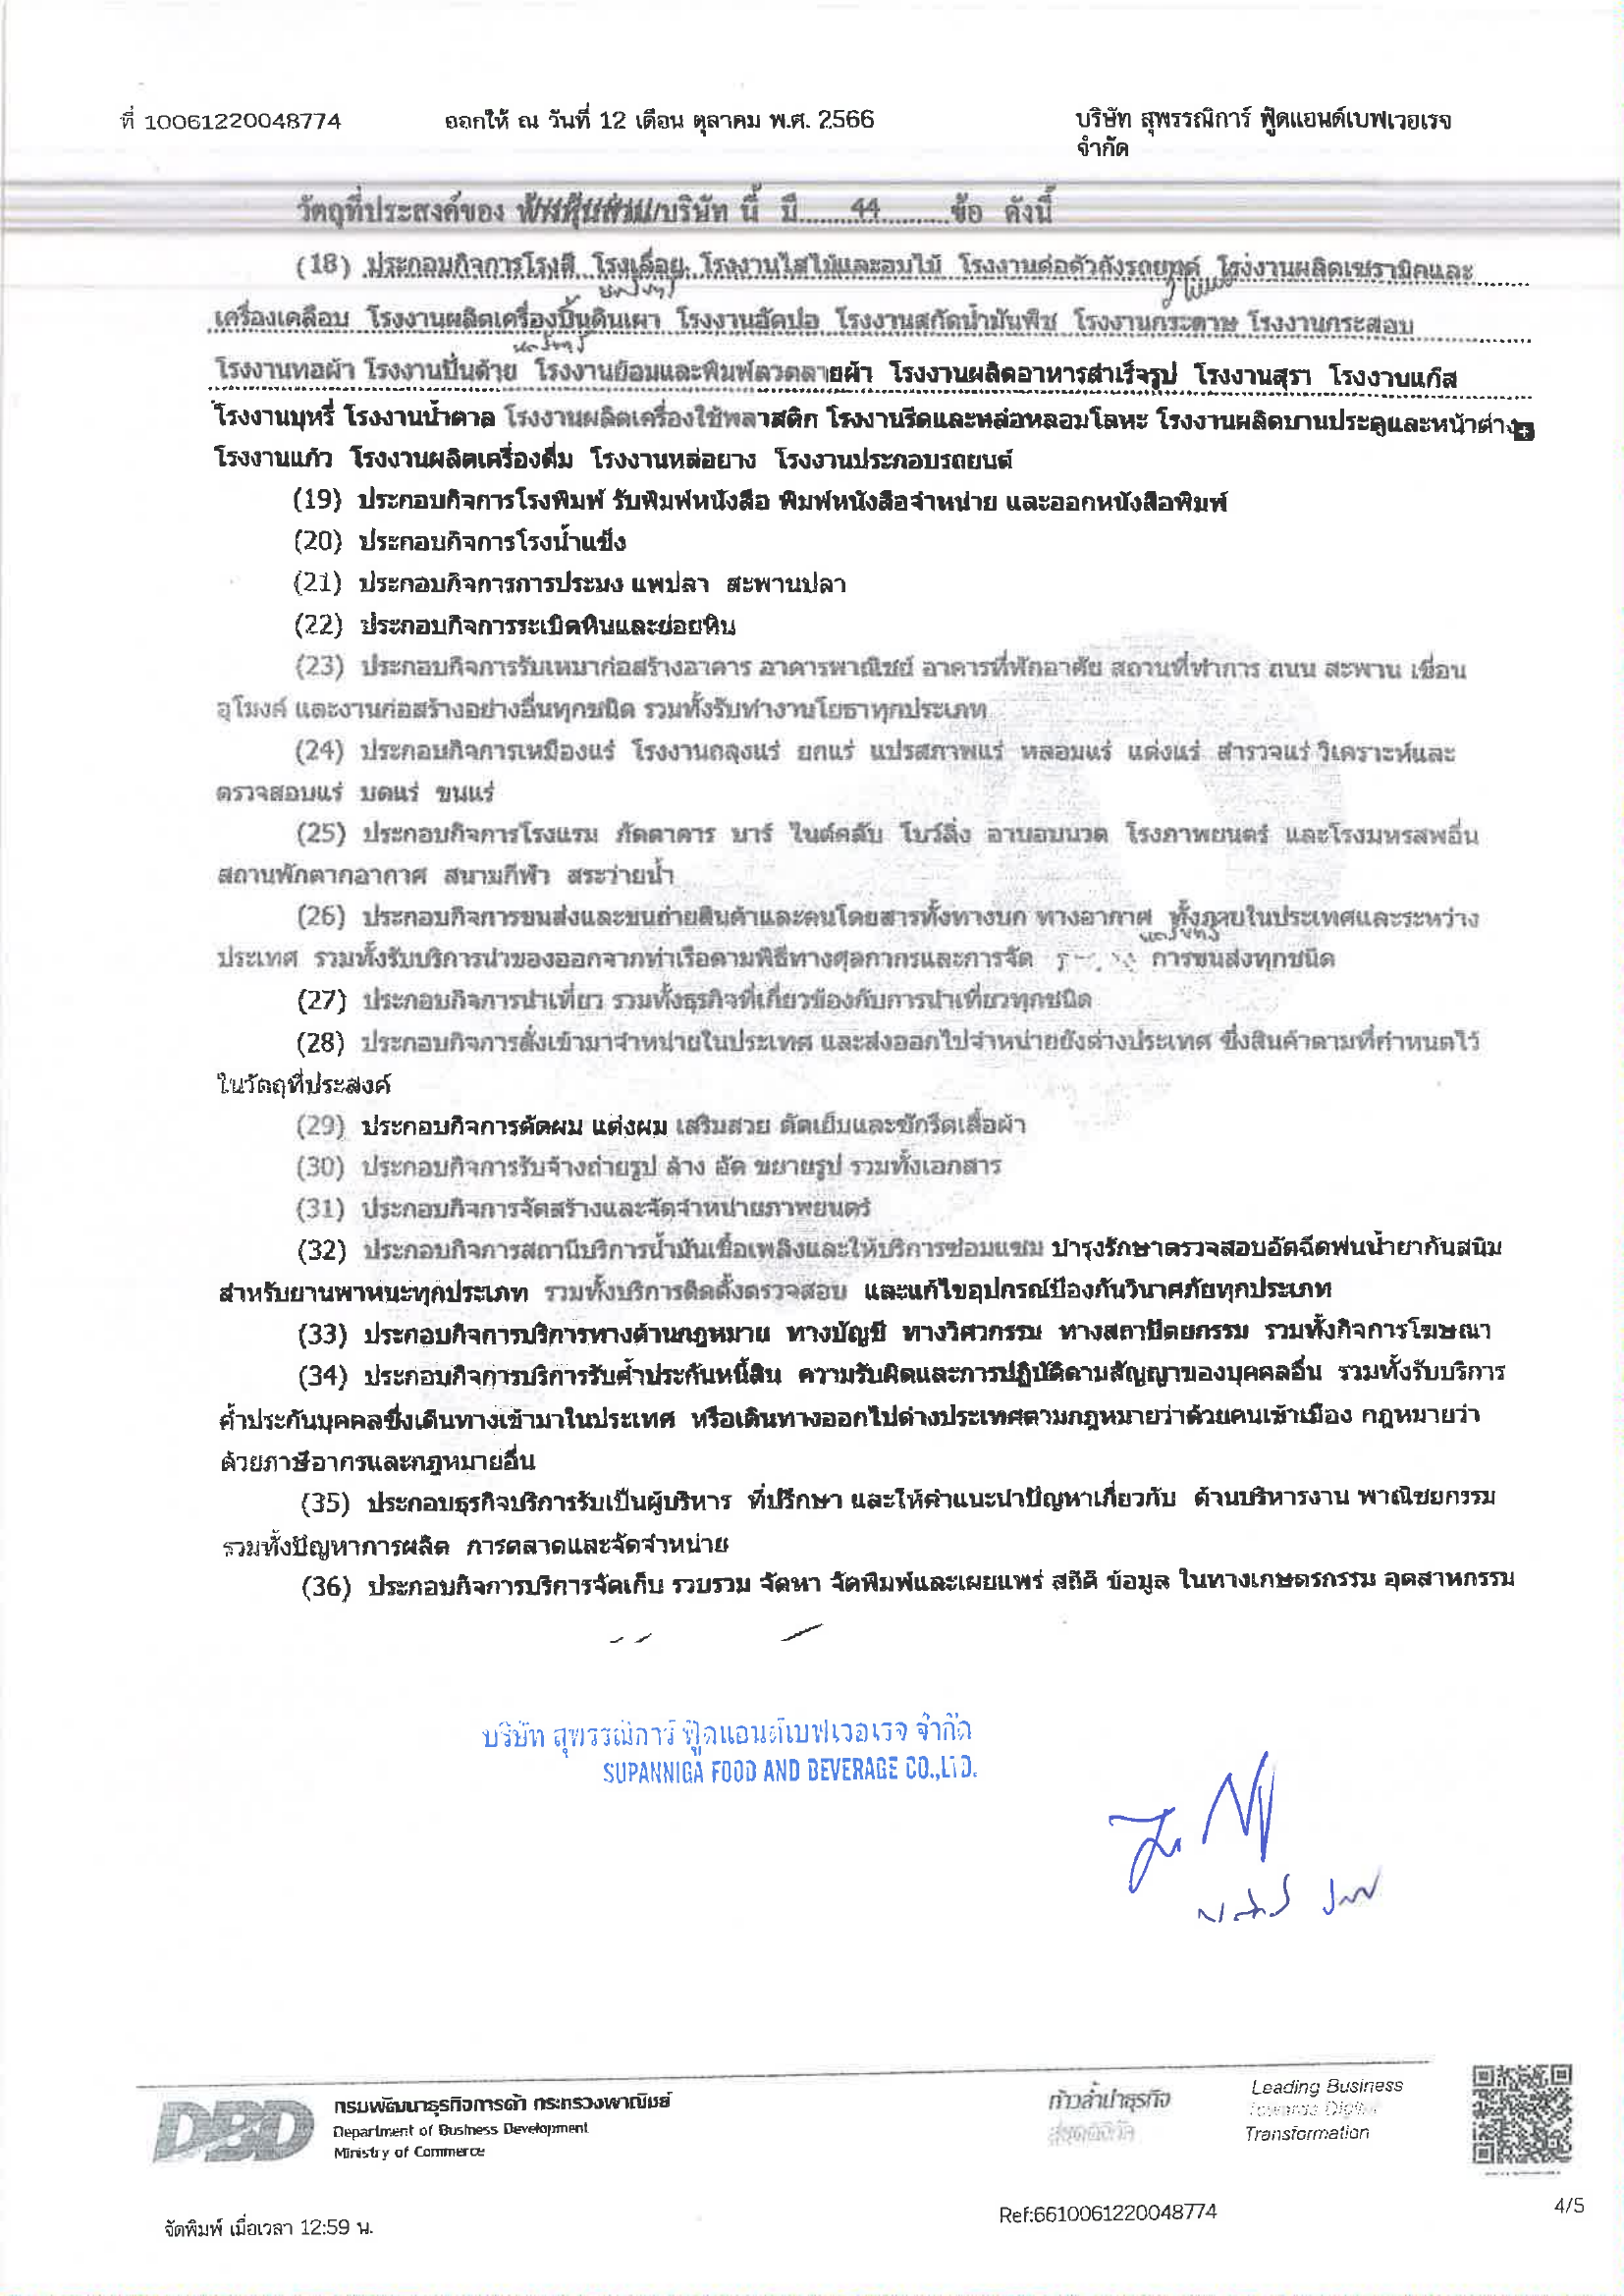 ที่ 10061220048774 ออกให้ ณ วันที่ 12 เดือน ตุลาคม พ.ศ. 2566 บริษัท สุพรรณิการ์ ฟู้ดแอนด์เบฟเวอเรจ
จำกัด
วัตถุที่ประสงค์ของ ห้างหุ้นส่วน/บริษัท นี้ มี.........44..........ข้อ ดังนี้
(18) ประกอบกิจการโรงสี โรงเลื่อย โรงงานไสไม้และอบไม้ โรงงานต่อตัวถังรถยนต์ โรงงานผลิตเซรามิคและ
เครื่องเคลือบ โรงงานผลิตเครื่องปั้นดินเผา โรงงานอัดปอ โรงงานสกัดน้ำมันพืช โรงงานกระดาษ โรงงานกระสอบ
โรงงานทอผ้า โรงงานปั่นด้าย โรงงานย้อมและพิมพ์ลวดลายผ้า โรงงานผลิตอาหารสำเร็จรูป โรงงานสุรา โรงงานแก๊ส
โรงงานบุหรี่ โรงงานน้ำตาล โรงงานผลิตเครื่องใช้พลาสติก โรงงานรีดและหล่อหลอมโลหะ โรงงานผลิตบานประตูและหน้าต่าง
โรงงานแก้ว โรงงานผลิตเครื่องดื่ม โรงงานหล่อยาง โรงงานประกอบรถยนต์
(19) ประกอบกิจการโรงพิมพ์ รับพิมพ์หนังสือ พิมพ์หนังสือจำหน่าย และออกหนังสือพิมพ์
(20) ประกอบกิจการโรงน้ำแข็ง
(21) ประกอบกิจการการประมง แพปลา สะพานปลา
(22) ประกอบกิจการระเบิดหินและย่อยหิน
(23) ประกอบกิจการรับเหมาก่อสร้างอาคาร อาคารพาณิชย์ อาคารที่พักอาศัย สถานที่ทำการ ถนน สะพาน เขื่อน
อุโมงค์ และงานก่อสร้างอย่างอื่นทุกชนิด รวมทั้งรับทำงานโยธาทุกประเภท
(24) ประกอบกิจการเหมืองแร่ โรงงานถลุงแร่ แยกแร่ แปรสภาพแร่ หลอมแร่ แต่งแร่ สำรวจแร่ วิเคราะห์และ
ตรวจสอบแร่ บดแร่ ขนแร่
(25) ประกอบกิจการโรงแรม ภัตตาคาร บาร์ ไนต์คลับ โบว์ลิ่ง อาบอบนวด โรงภาพยนตร์ และโรงมหรสพอื่น
สถานพักตากอากาศ สนามกีฬา สระว่ายน้ำ
(26) ประกอบกิจการขนส่งและขนถ่ายสินค้าและคนโดยสารทั้งทางบก ทางอากาศ ทั้งภายในประเทศและระหว่าง
ประเทศ รวมทั้งรับบริการนำของออกจากท่าเรือตามพิธีทางศุลกากรและการจัด การขนส่งทุกชนิด
(27) ประกอบกิจการนำเที่ยว รวมทั้งธุรกิจที่เกี่ยวข้องกับการนำเที่ยวทุกชนิด
(28) ประกอบกิจการสั่งเข้ามาจำหน่ายในประเทศ และส่งออกไปจำหน่ายยังต่างประเทศ ซึ่งสินค้าตามที่กำหนดไว้
ในวัตถุที่ประสงค์
(29) ประกอบกิจการตัดผม แต่งผม เสริมสวย ตัดเย็บและซักรีดเสื้อผ้า
(30) ประกอบกิจการรับจ้างถ่ายรูป ล้าง อัด ขยายรูป รวมทั้งเอกสาร
(31) ประกอบกิจการจัดสร้างและจัดจำหน่ายภาพยนตร์
(32) ประกอบกิจการสถานีบริการน้ำมันเชื้อเพลิงและให้บริการซ่อมแซม บำรุงรักษาตรวจสอบอัดฉีดพ่นน้ำยากันสนิม
สำหรับยานพาหนะทุกประเภท รวมทั้งบริการติดตั้งตรวจสอบ และแก้ไขอุปกรณ์ป้องกันวินาศภัยทุกประเภท
(33) ประกอบกิจการบริการทางด้านกฎหมาย ทางบัญชี ทางวิศวกรรม ทางสถาปัตยกรรม รวมทั้งกิจการโฆษณา
(34) ประกอบกิจการบริการรับค้ำประกันหนี้สิน ความรับผิดและการปฏิบัติตามสัญญาของบุคคลอื่น รวมทั้งรับบริการ
ค้ำประกันบุคคลซึ่งเดินทางเข้ามาในประเทศ หรือเดินทางออกไปต่างประเทศตามกฎหมายว่าด้วยคนเข้าเมือง กฎหมายว่า
ด้วยภาษีอากรและกฎหมายอื่น
(35) ประกอบธุรกิจบริการรับเป็นผู้บริหาร ที่ปรึกษา และให้คำแนะนำปัญหาเกี่ยวกับ ด้านบริหารงาน พาณิชยกรรม
รวมทั้งปัญหาการผลิต การตลาดและจัดจำหน่าย
(36) ประกอบกิจการบริการจัดเก็บ รวบรวม จัดหา จัดพิมพ์และเผยแพร่ สถิติ ข้อมูล ในทางเกษตรกรรม อุตสาหกรรม
บริษัท สุพรรณิการ์ ฟู้ดแอนด์เบฟเวอเรจ จำกัด
SUPANNIGA FOOD AND BEVERAGE CO.,LTD.
DBD กรมพัฒนาธุรกิจการค้า กระทรวงพาณิชย์
Department of Business Development
Ministry of Commerce
ก้าวล้ำนำธุรกิจ
สู่ยุคดิจิทัล
Leading Business
Towards Digital
Transformation
จัดพิมพ์ เมื่อเวลา 12:59 น.
Ref:6610061220048774
4/5